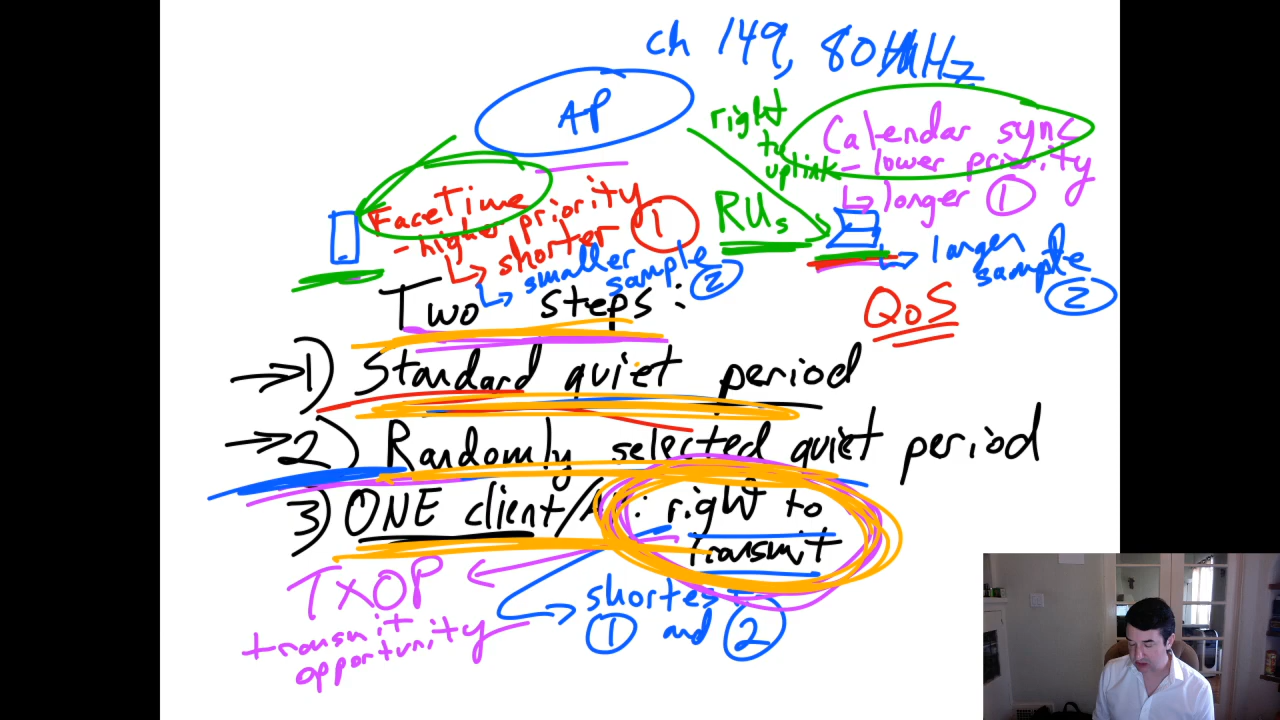 ch 149, 80MHz
AP
right
to
uplink
Calendar sync
- lower priority
↳ longer ①
FaceTime
- higher priority
↳ shorter ①
↳ smaller
sample ②
RUs
↳ larger
sample
②
QoS
Two steps:
→1) Standard quiet period
→2) Randomly selected quiet period
3) ONE client/AP: right to
transmit
TxOP
transmit
opportunity
shortest
① and ②